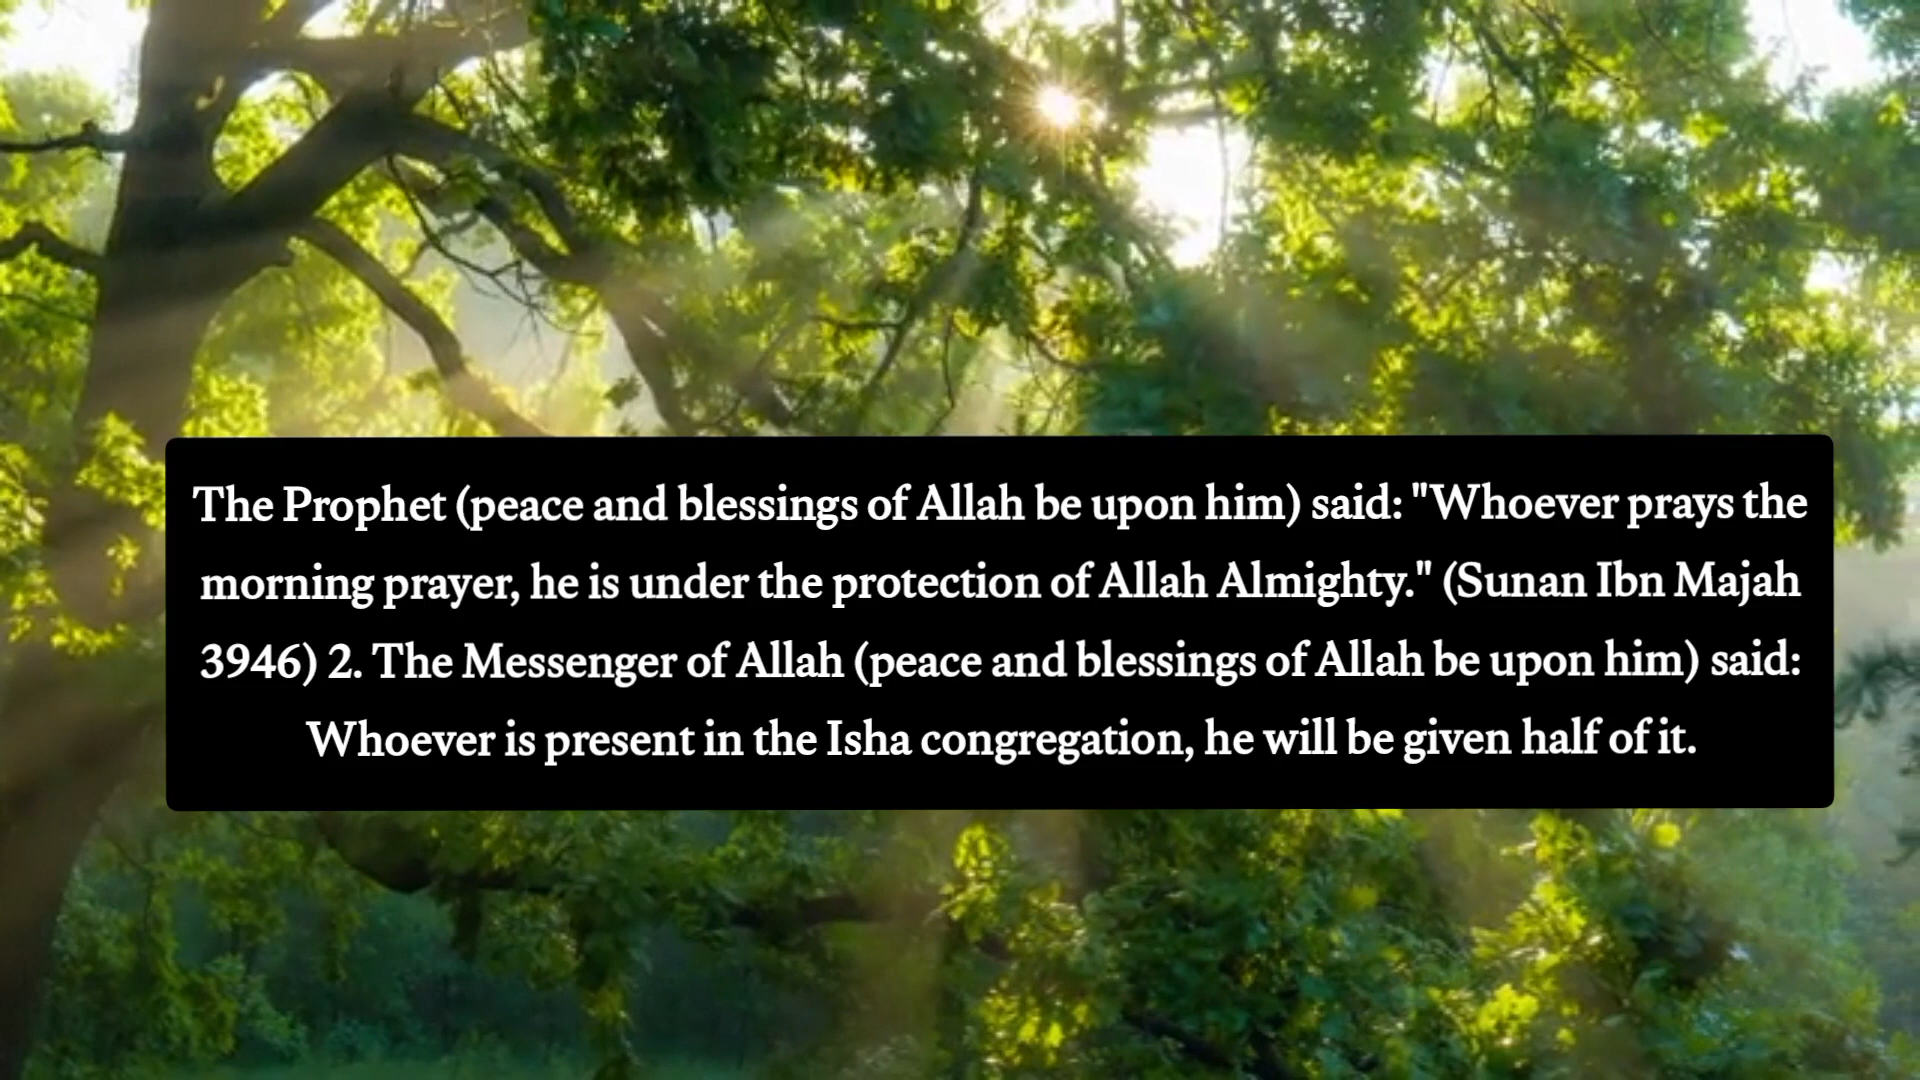 The Prophet (peace and blessings of Allah be upon him) said: "Whoever prays the
morning prayer, he is under the protection of Allah Almighty." (Sunan Ibn Majah
3946) 2. The Messenger of Allah (peace and blessings of Allah be upon him) said:
Whoever is present in the Isha congregation, he will be given half of it.